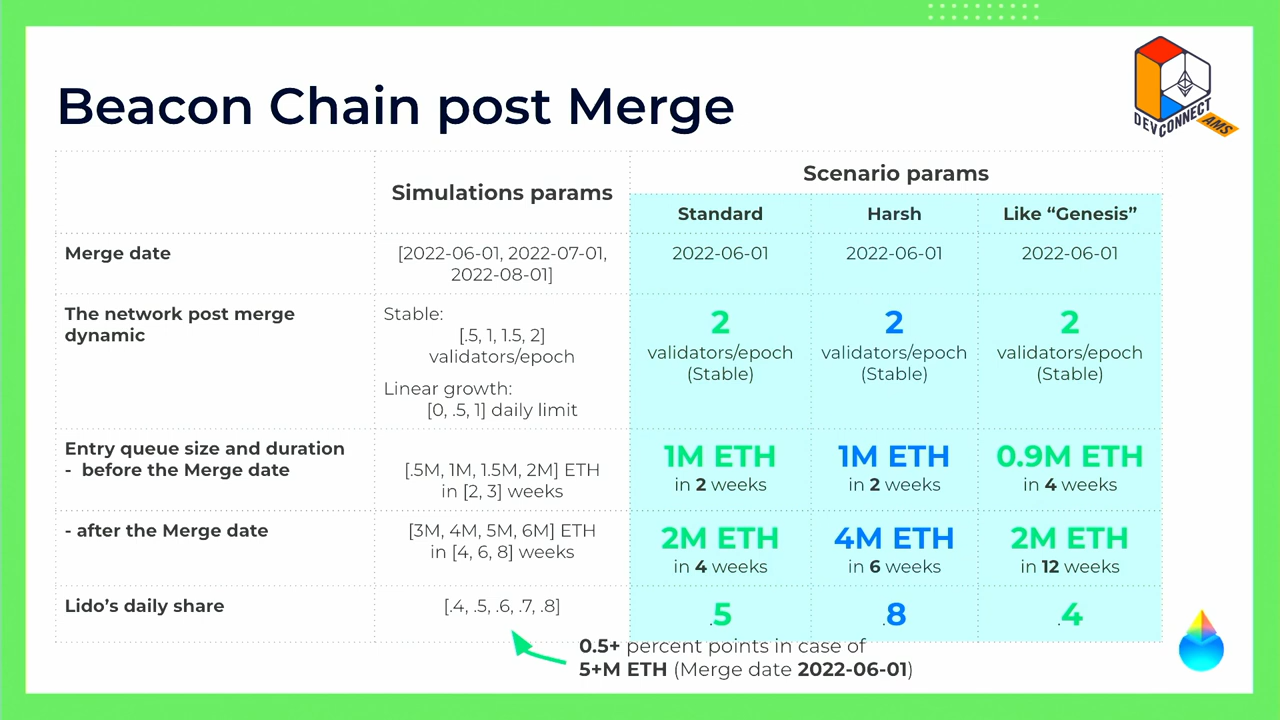 Beacon Chain post Merge
DEVCONNECT
AMS
Simulations params
Scenario params
Standard
Harsh
Like “Genesis”
Merge date
[2022-06-01, 2022-07-01,
2022-08-01]
2022-06-01
2022-06-01
2022-06-01
The network post merge
dynamic
Stable:
[.5, 1, 1.5, 2]
validators/epoch
Linear growth:
[0, .5, 1] daily limit
2
validators/epoch
(Stable)
2
validators/epoch
(Stable)
2
validators/epoch
(Stable)
Entry queue size and duration
- before the Merge date
[.5M, 1M, 1.5M, 2M] ETH
in [2, 3] weeks
1M ETH
in 2 weeks
1M ETH
in 2 weeks
0.9M ETH
in 4 weeks
- after the Merge date
[3M, 4M, 5M, 6M] ETH
in [4, 6, 8] weeks
2M ETH
in 4 weeks
4M ETH
in 6 weeks
2M ETH
in 12 weeks
Lido’s daily share
[.4, .5, .6, .7, .8]
.5
.8
.4
0.5+ percent points in case of
5+M ETH (Merge date 2022-06-01)